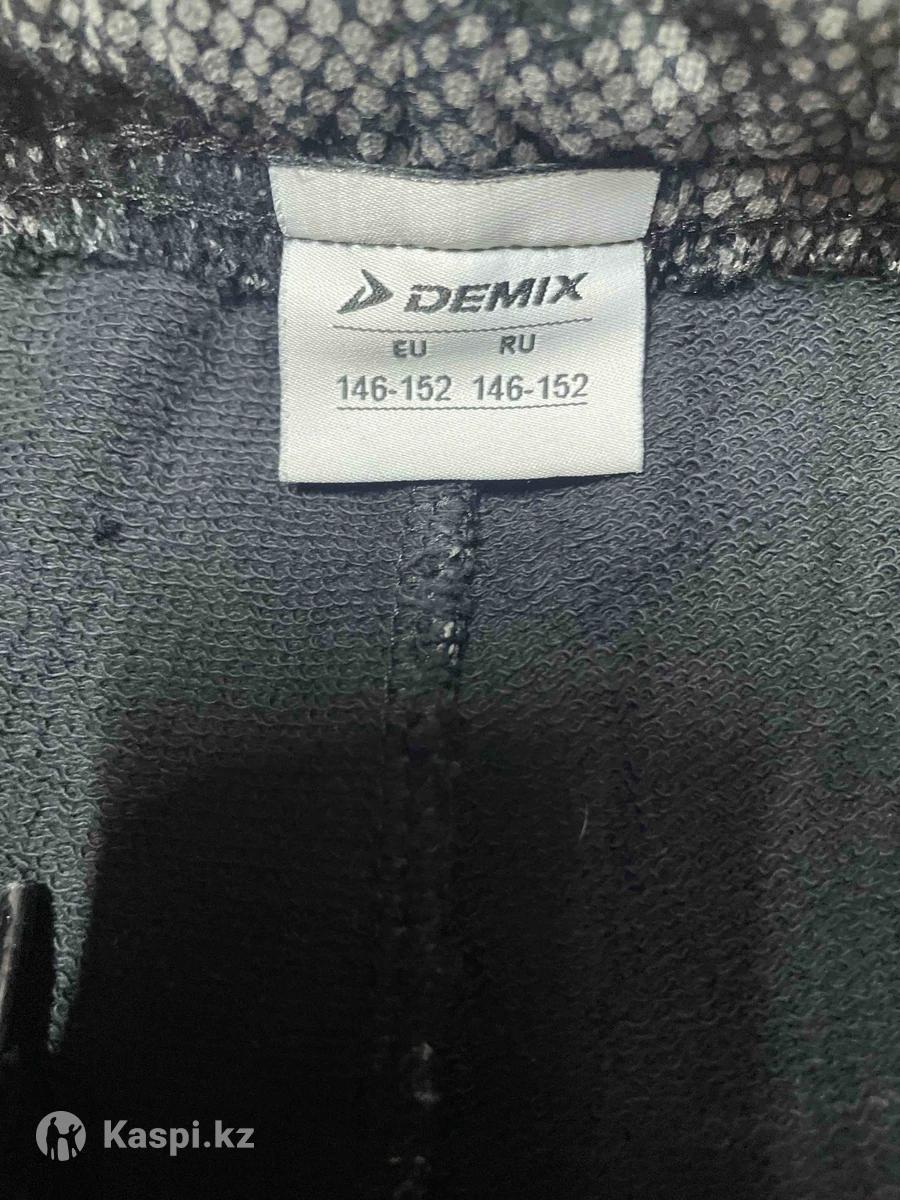 DEMIX
EU RU
146-152 146-152
Kaspi.kz